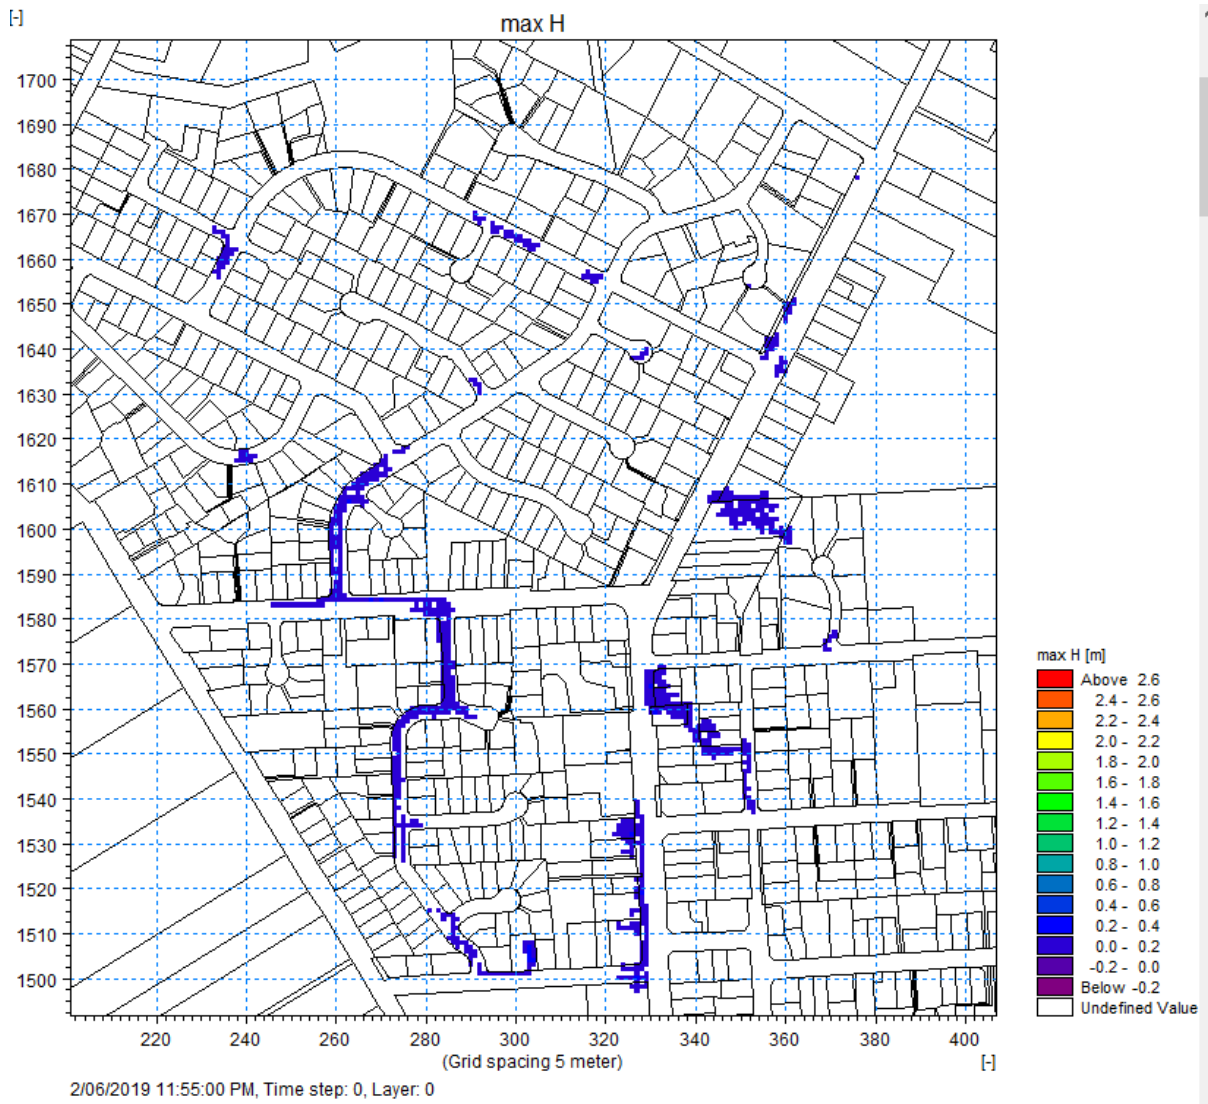 [-]
max H
1700
1690
1680
1670
1660
1650
1640
1630
1620
1610
1600
1590
1580
1570
1560
1550
1540
1530
1520
1510
1500
220 240 260 280 300 320 340 360 380 400
(Grid spacing 5 meter) [-]
2/06/2019 11:55:00 PM, Time step: 0, Layer: 0
max H [m]
Above 2.6
2.4 - 2.6
2.2 - 2.4
2.0 - 2.2
1.8 - 2.0
1.6 - 1.8
1.4 - 1.6
1.2 - 1.4
1.0 - 1.2
0.8 - 1.0
0.6 - 0.8
0.4 - 0.6
0.2 - 0.4
0.0 - 0.2
-0.2 - 0.0
Below -0.2
Undefined Value